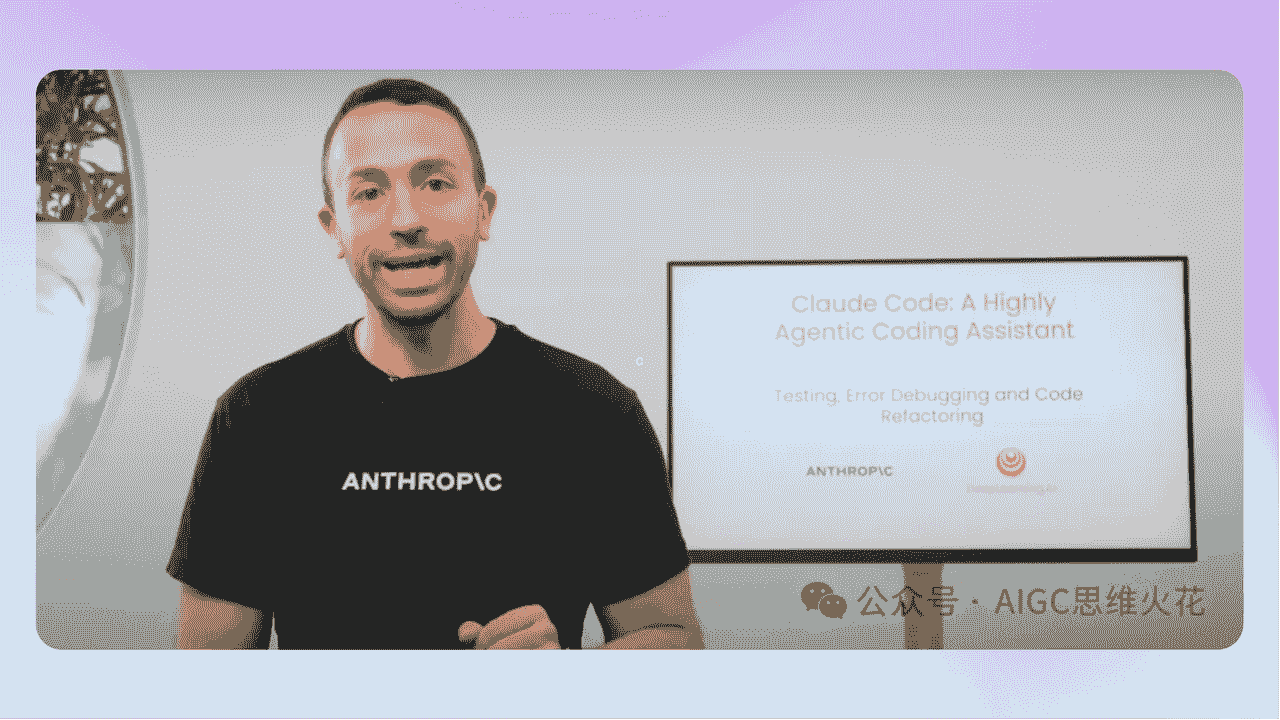 Claude Code: A Highly
Agentic Coding Assistant
Testing, Error Debugging and Code
Refactoring
ANTHROP\C
ANTHROP\C
公众号 · AIGC思维火花